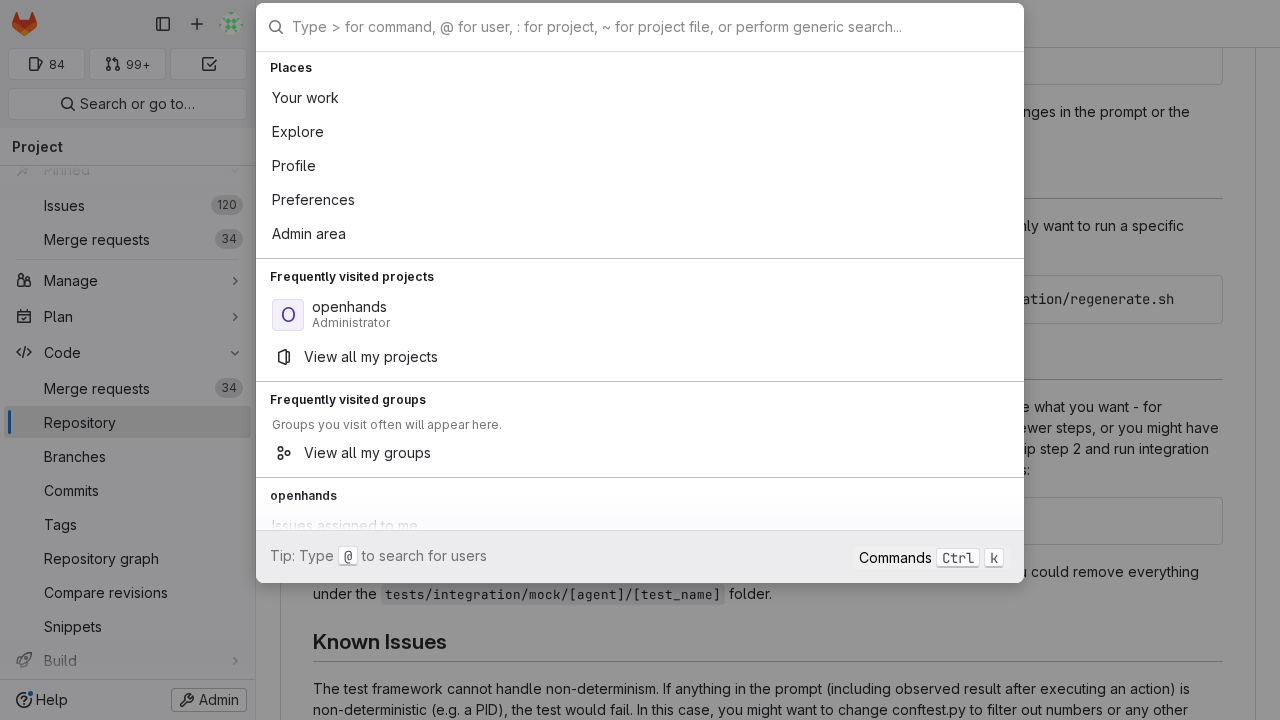 Type > for command, @ for user, : for project, ~ for project file, or perform generic search...
84
99+
Search or go to…
Project
Pinned
Issues 120
Merge requests 34
Manage
Plan
Code
Merge requests 34
Repository
Branches
Commits
Tags
Repository graph
Compare revisions
Snippets
Build
Help
Admin
Places
Your work
Explore
Profile
Preferences
Admin area
Frequently visited projects
O
openhands
Administrator
View all my projects
Frequently visited groups
Groups you visit often will appear here.
View all my groups
openhands
Issues assigned to me
Tip: Type @ to search for users
Commands Ctrl k
nges in the prompt or the
nly want to run a specific
ation/regenerate.sh
e what you want - for
ewer steps, or you might have
ip step 2 and run integration
s:
could remove everything
under the tests/integration/mock/[agent]/[test_name] folder.
Known Issues
The test framework cannot handle non-determinism. If anything in the prompt (including observed result after executing an action) is
non-deterministic (e.g. a PID), the test would fail. In this case, you might want to change conftest.py to filter out numbers or any other